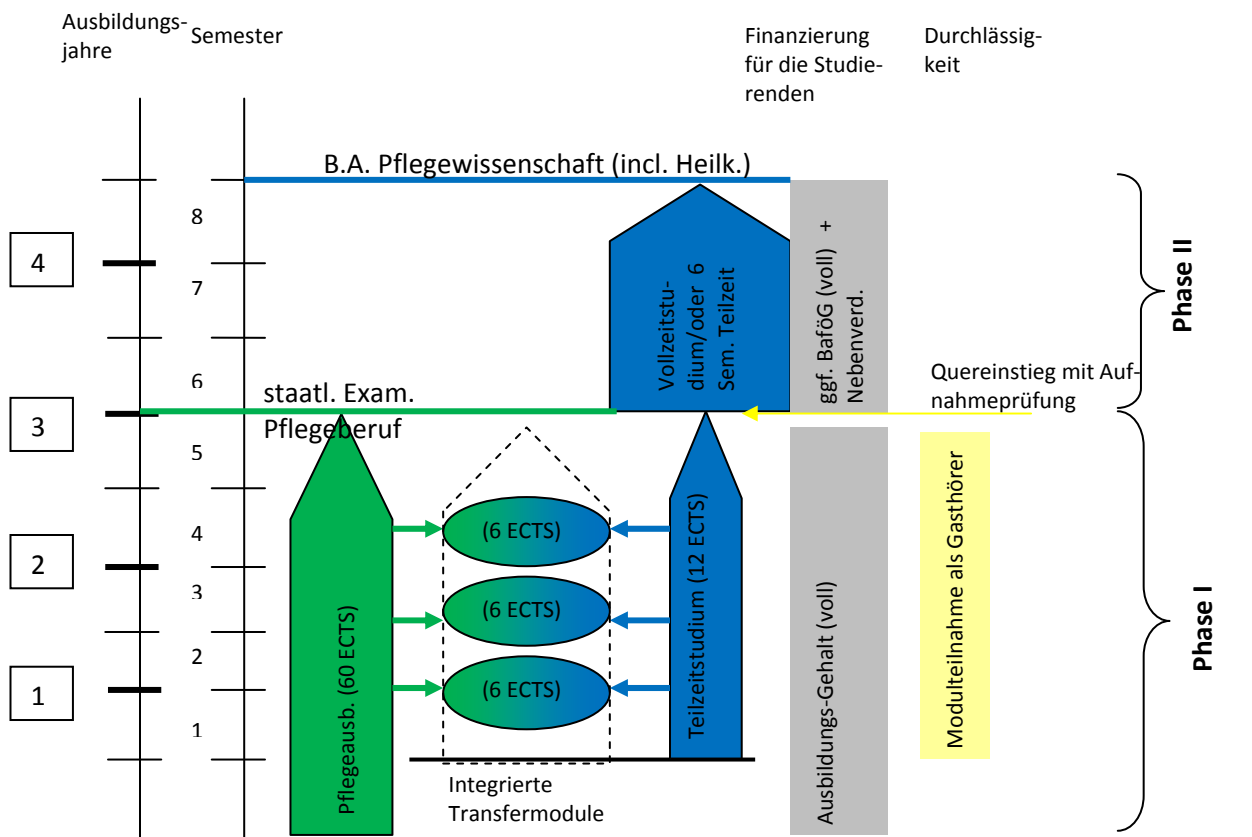 Ausbildungs-
jahre
Semester
Finanzierung
für die Studie-
renden
Durchlässig-
keit
B.A. Pflegewissenschaft (incl. Heilk.)
8
4
7
6
Vollzeitstu-
dium/oder 6
Sem. Teilzeit
ggf. BaföG (voll) +
Nebenverd.
Phase II
Quereinstieg mit Auf-
nahmeprüfung
staatl. Exam.
Pflegeberuf
3
5
4
2
3
2
1
1
Pflegeausb. (60 ECTS)
(6 ECTS)
(6 ECTS)
(6 ECTS)
Teilzeitstudium (12 ECTS)
Ausbildungs-Gehalt (voll)
Modulteilnahme als Gasthörer
Phase I
Integrierte
Transfermodule